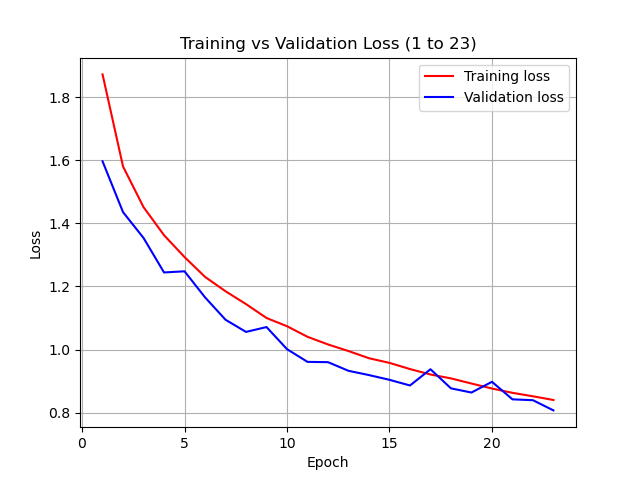 Training vs Validation Loss (1 to 23)
Training loss
Validation loss
Loss
1.8
1.6
1.4
1.2
1.0
0.8
0
5
10
15
20
Epoch